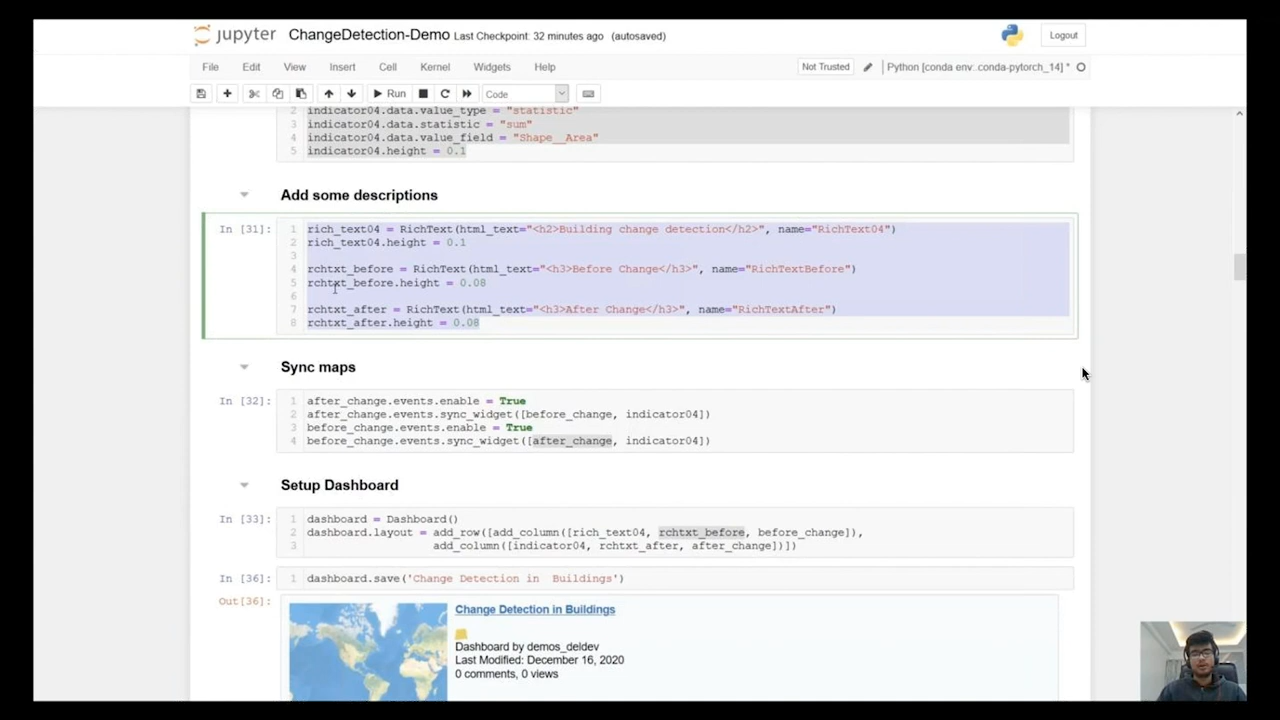 jupyter ChangeDetection-Demo Last Checkpoint: 32 minutes ago (autosaved) Logout
File Edit View Insert Cell Kernel Widgets Help Not Trusted Python [conda env:.conda-pytorch_14] *
Run Code
2 indicator04.data.value_type = "statistic"
3 indicator04.data.statistic = "sum"
4 indicator04.data.value_field = "Shape__Area"
5 indicator04.height = 0.1
Add some descriptions
In [31]: 1 rich_text04 = RichText(html_text="<h2>Building change detection</h2>", name="RichText04")
2 rich_text04.height = 0.1
3
4 rchtxt_before = RichText(html_text="<h3>Before Change</h3>", name="RichTextBefore")
5 rchtxt_before.height = 0.08
6
7 rchtxt_after = RichText(html_text="<h3>After Change</h3>", name="RichTextAfter")
8 rchtxt_after.height = 0.08
Sync maps
In [32]: 1 after_change.events.enable = True
2 after_change.events.sync_widget([before_change, indicator04])
3 before_change.events.enable = True
4 before_change.events.sync_widget([after_change, indicator04])
Setup Dashboard
In [33]: 1 dashboard = Dashboard()
2 dashboard.layout = add_row([add_column([rich_text04, rchtxt_before, before_change]),
3 add_column([indicator04, rchtxt_after, after_change])])
In [36]: 1 dashboard.save('Change Detection in  Buildings')
Out[36]:
Change Detection in Buildings
Dashboard by demos_deldev
Last Modified: December 16, 2020
0 comments, 0 views